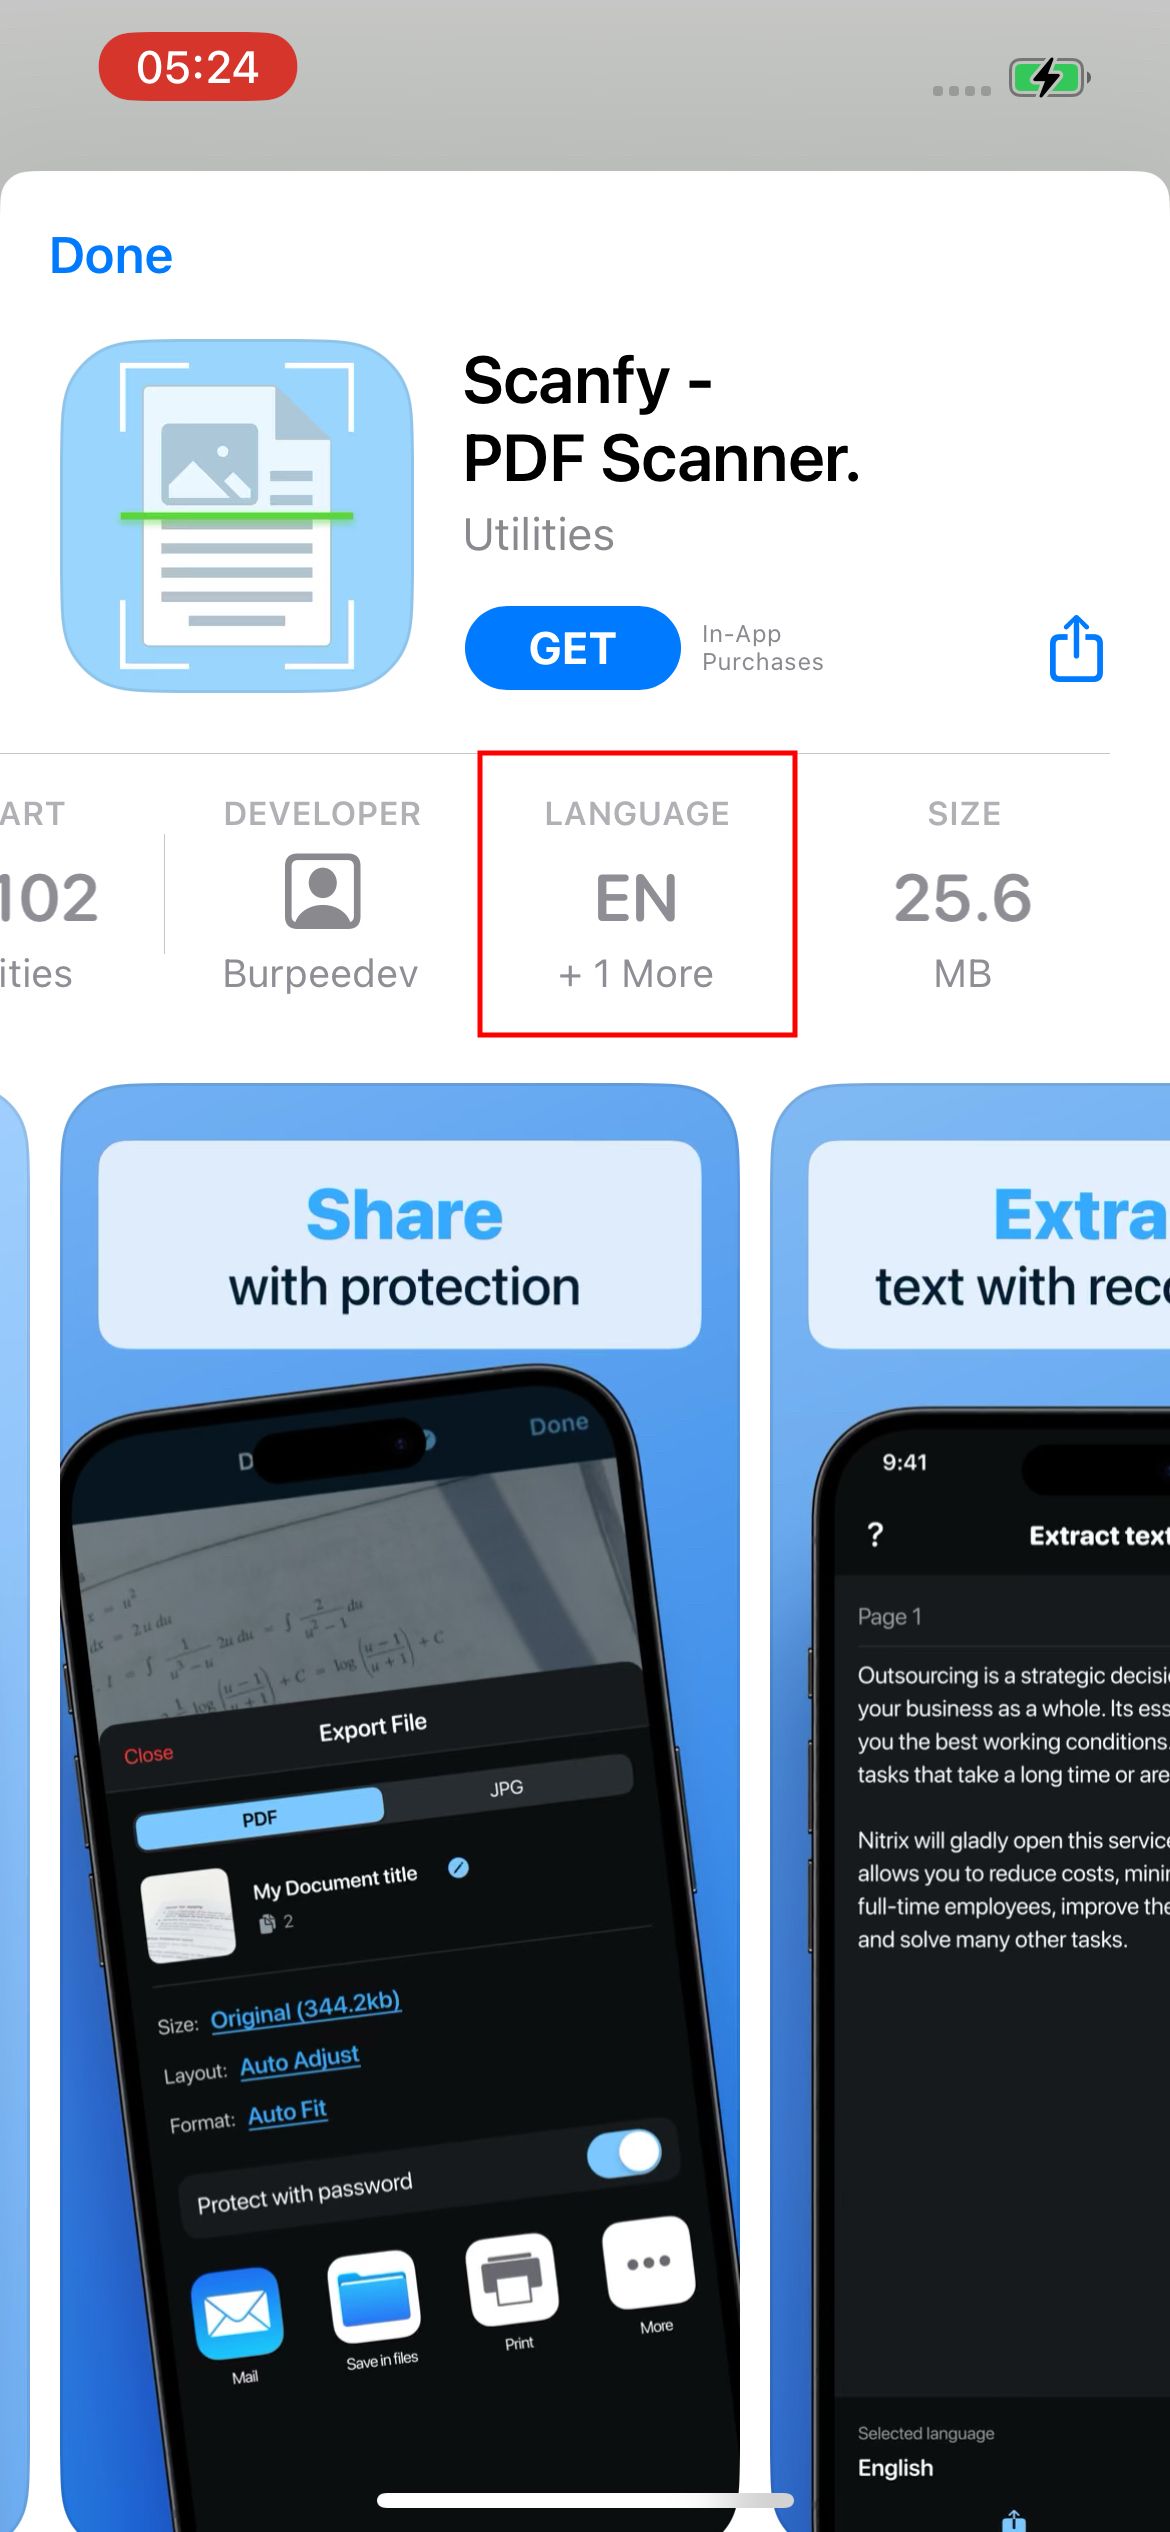 05:24
Done
Scanfy -
PDF Scanner.
Utilities
GET
In-App
Purchases
ART
102
ities
DEVELOPER
Burpeedev
LANGUAGE
EN
+ 1 More
SIZE
25.6
MB
Share
with protection
Done
Export File
Close
PDF
JPG
My Document title
2
Size: Original (344.2kb)
Layout: Auto Adjust
Format: Auto Fit
Protect with password
Mail
Save in files
Print
More
Extra
text with reco
9:41
?
Extract text
Page 1
Outsourcing is a strategic decisi
your business as a whole. Its ess
you the best working conditions.
tasks that take a long time or are
Nitrix will gladly open this service
allows you to reduce costs, minin
full-time employees, improve the
and solve many other tasks.
Selected language
English